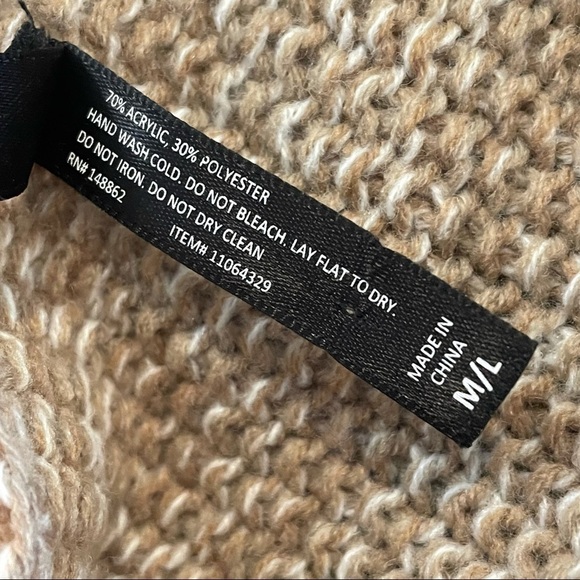 70% ACRYLIC, 30% POLYESTER
HAND WASH COLD. DO NOT BLEACH. LAY FLAT TO DRY.
DO NOT IRON. DO NOT DRY CLEAN
RN# 148862
ITEM# 11064329
MADE IN
CHINA
M/L